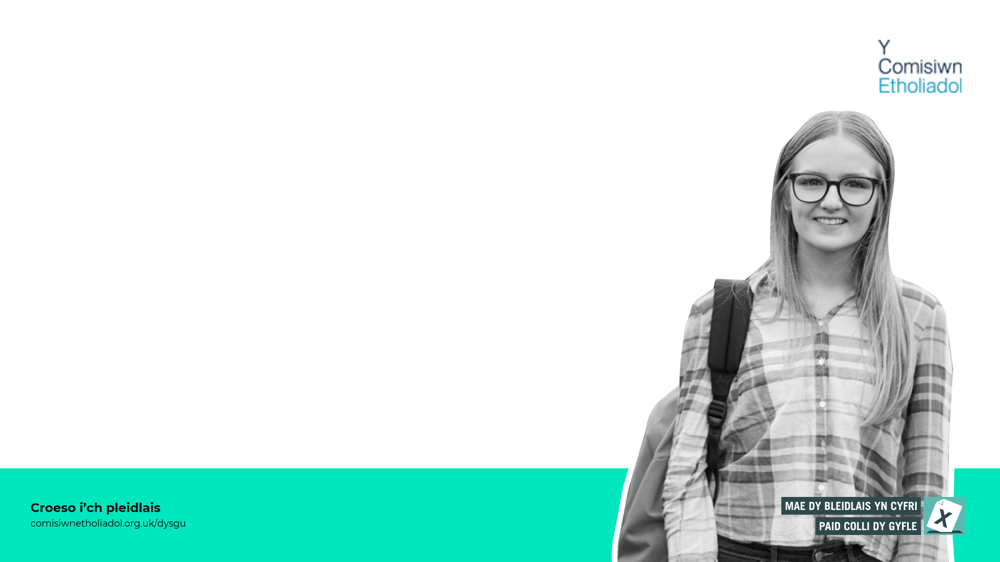 Y
Comisiwn
Etholiadol
Croeso i’ch pleidlais
comisiwnetholiadol.org.uk/dysgu
MAE DY BLEIDLAIS YN CYFRI
PAID COLLI DY GYFLE
X